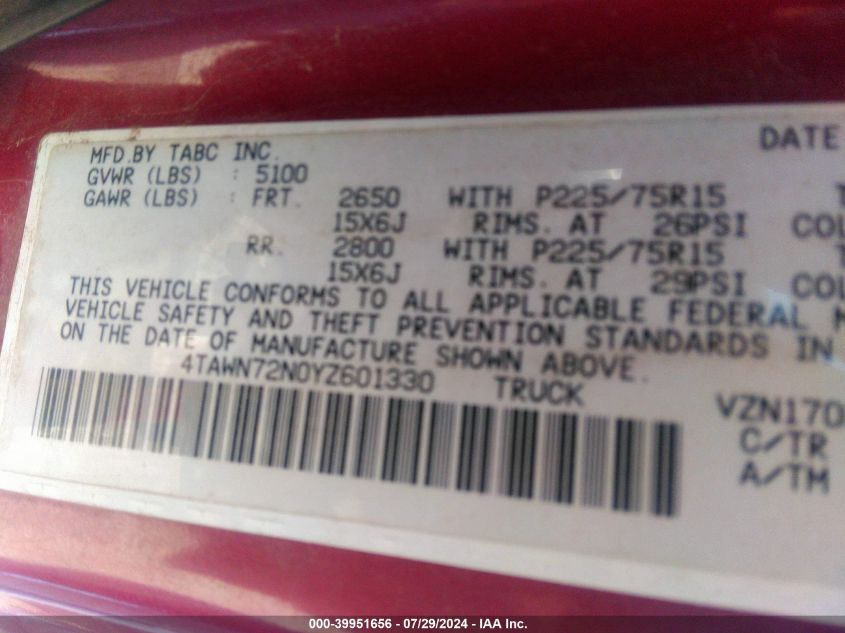 DATE
MFD.BY TABC INC.
GVWR (LBS) : 5100
GAWR (LBS) : FRT. 2650 WITH P225/75R15
15X6J RIMS. AT 26PSI COL
RR. 2800 WITH P225/75R15
15X6J RIMS. AT 29PSI COL
THIS VEHICLE CONFORMS TO ALL APPLICABLE FEDERAL M
VEHICLE SAFETY AND THEFT PREVENTION STANDARDS IN
ON THE DATE OF MANUFACTURE SHOWN ABOVE.
4TAWN72N0YZ601330 TRUCK
VZN170
C/TR
A/TM
000-39951656 - 07/29/2024 - IAA Inc.